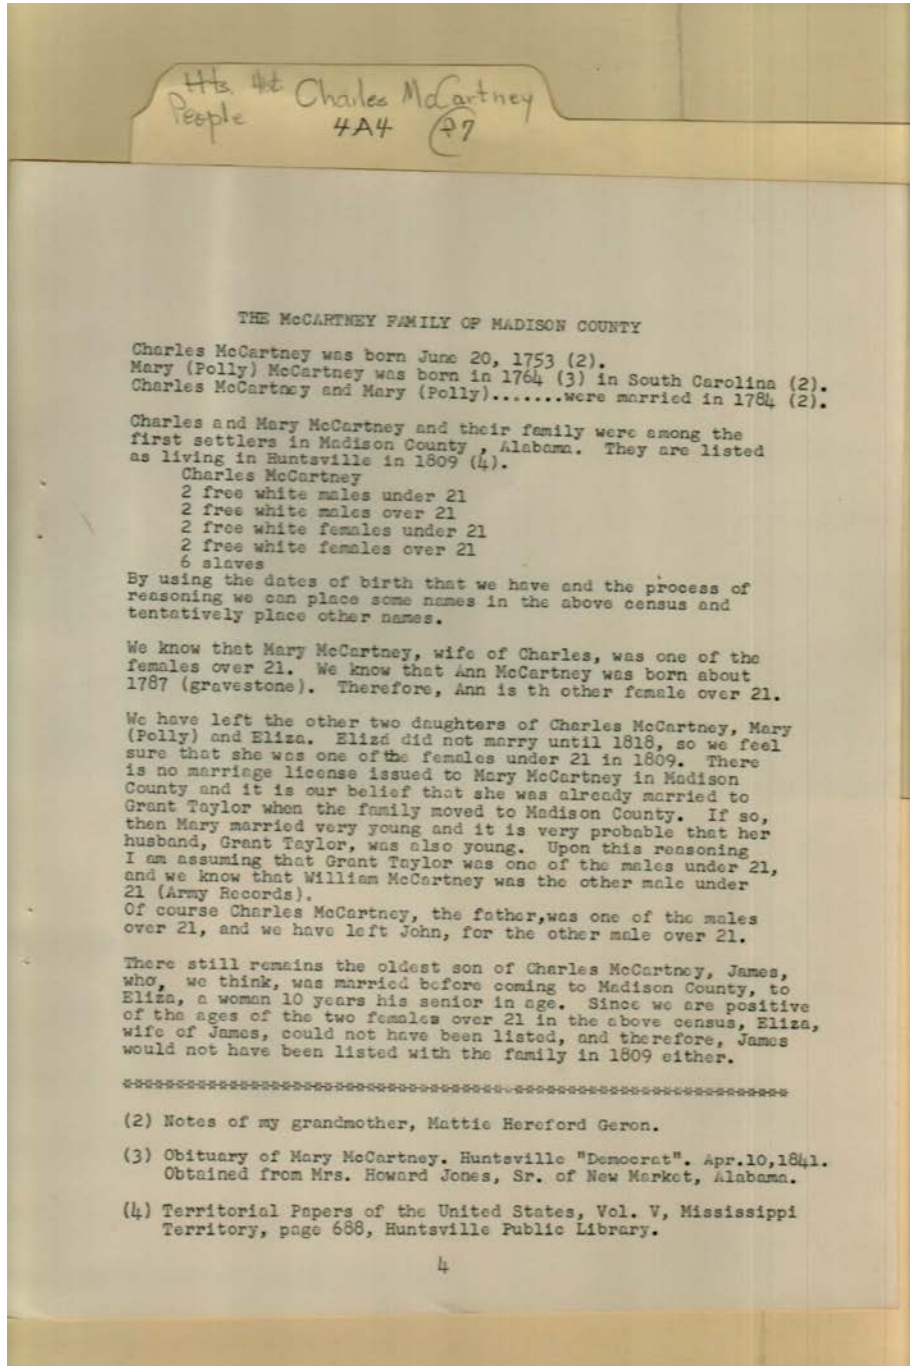 Hts. Hst Charles McCartney
People 4A4 P7
THE McCARTNEY FAMILY OF MADISON COUNTY
Charles McCartney was born June 20, 1753 (2).
Mary (Polly) McCartney was born in 1764 (3) in South Carolina (2).
Charles McCartney and Mary (Polly).......were married in 1784 (2).
Charles and Mary McCartney and their family were among the
first settlers in Madison County , Alabama. They are listed
as living in Huntsville in 1809 (4).
Charles McCartney
2 free white males under 21
2 free white males over 21
2 free white females under 21
2 free white females over 21
6 slaves
By using the dates of birth that we have and the process of
reasoning we can place some names in the above census and
tentatively place other names.
We know that Mary McCartney, wife of Charles, was one of the
females over 21. We know that Ann McCartney was born about
1787 (gravestone). Therefore, Ann is th other female over 21.
We have left the other two daughters of Charles McCartney, Mary
(Polly) and Eliza. Eliza did not marry until 1818, so we feel
sure that she was one of the females under 21 in 1809. There
is no marriage license issued to Mary McCartney in Madison
County and it is our belief that she was already married to
Grant Taylor when the family moved to Madison County. If so,
then Mary married very young and it is very probable that her
husband, Grant Taylor, was also young. Upon this reasoning
I am assuming that Grant Taylor was one of the males under 21,
and we know that William McCartney was the other male under
21 (Army Records).
Of course Charles McCartney, the father,was one of the males
over 21, and we have left John, for the other male over 21.
There still remains the oldest son of Charles McCartney, James,
who, we think, was married before coming to Madison County, to
Eliza, a woman 10 years his senior in age. Since we are positive
of the ages of the two females over 21 in the above census, Eliza,
wife of James, could not have been listed, and therefore, James
would not have been listed with the family in 1809 either.
(2) Notes of my grandmother, Mattie Hereford Geron.
(3) Obituary of Mary McCartney. Huntsville "Democrat". Apr.10,1841.
Obtained from Mrs. Howard Jones, Sr. of New Market, Alabama.
(4) Territorial Papers of the United States, Vol. V, Mississippi
Territory, page 688, Huntsville Public Library.
4